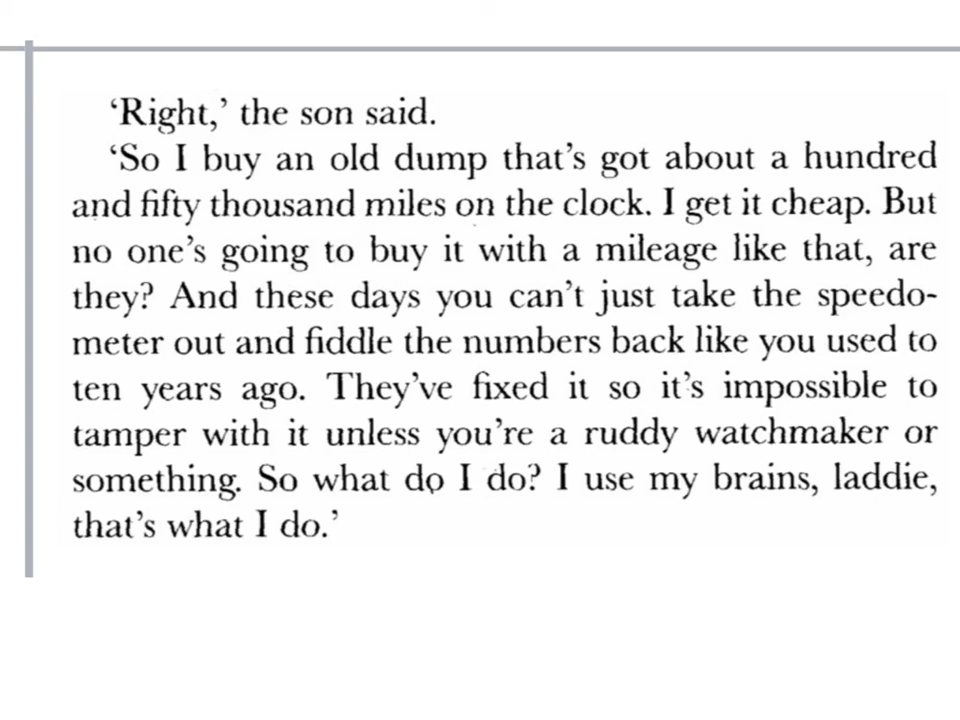 ‘Right,’ the son said.
‘So I buy an old dump that’s got about a hundred
and fifty thousand miles on the clock. I get it cheap. But
no one’s going to buy it with a mileage like that, are
they? And these days you can’t just take the speedo-
meter out and fiddle the numbers back like you used to
ten years ago. They’ve fixed it so it’s impossible to
tamper with it unless you’re a ruddy watchmaker or
something. So what do I do? I use my brains, laddie,
that’s what I do.’